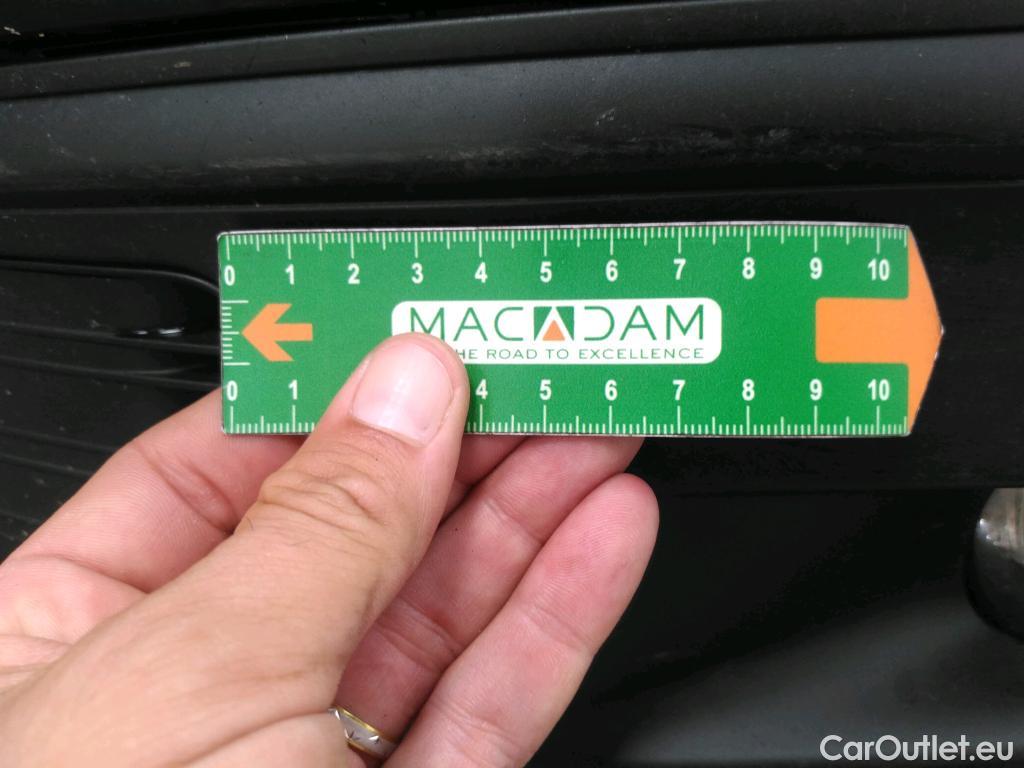 0 1 2 3 4 5 6 7 8 9 10
MACADAM
HE ROAD TO EXCELLENCE
0 1 4 5 6 7 8 9 10
CarOutlet.eu